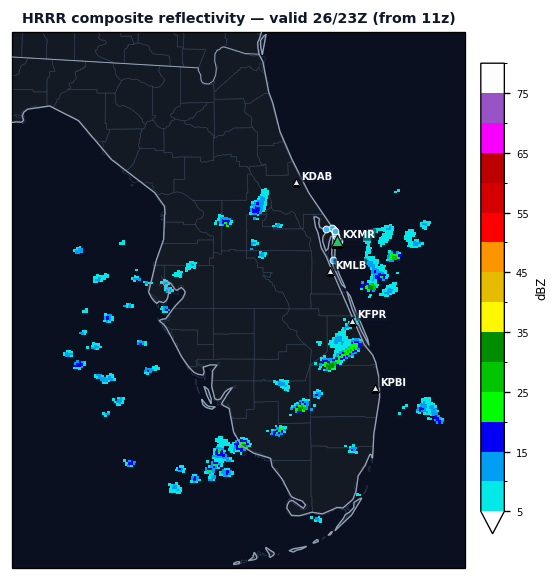 HRRR composite reflectivity — valid 26/23Z (from 11z)
KDAB
KXMR
KMLB
KFPR
KPBI
75
65
55
45
35
25
15
5
dBZ